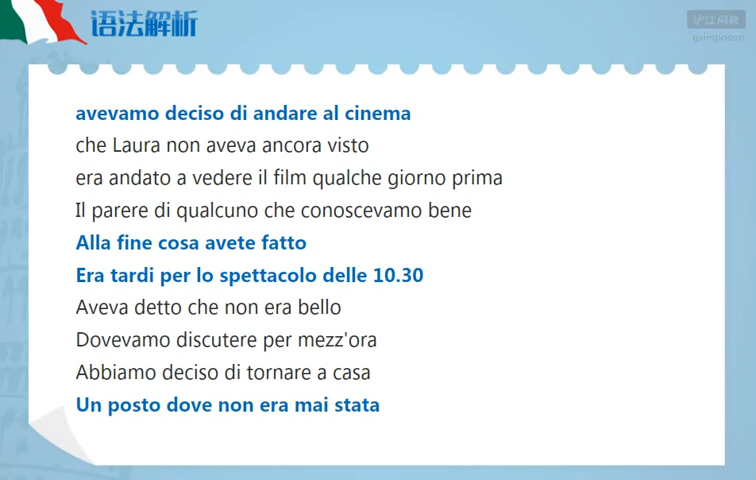 语法解析
沪江网校
gsimpason
avevamo deciso di andare al cinema
che Laura non aveva ancora visto
era andato a vedere il film qualche giorno prima
Il parere di qualcuno che conoscevamo bene
Alla fine cosa avete fatto
Era tardi per lo spettacolo delle 10.30
Aveva detto che non era bello
Dovevamo discutere per mezz'ora
Abbiamo deciso di tornare a casa
Un posto dove non era mai stata